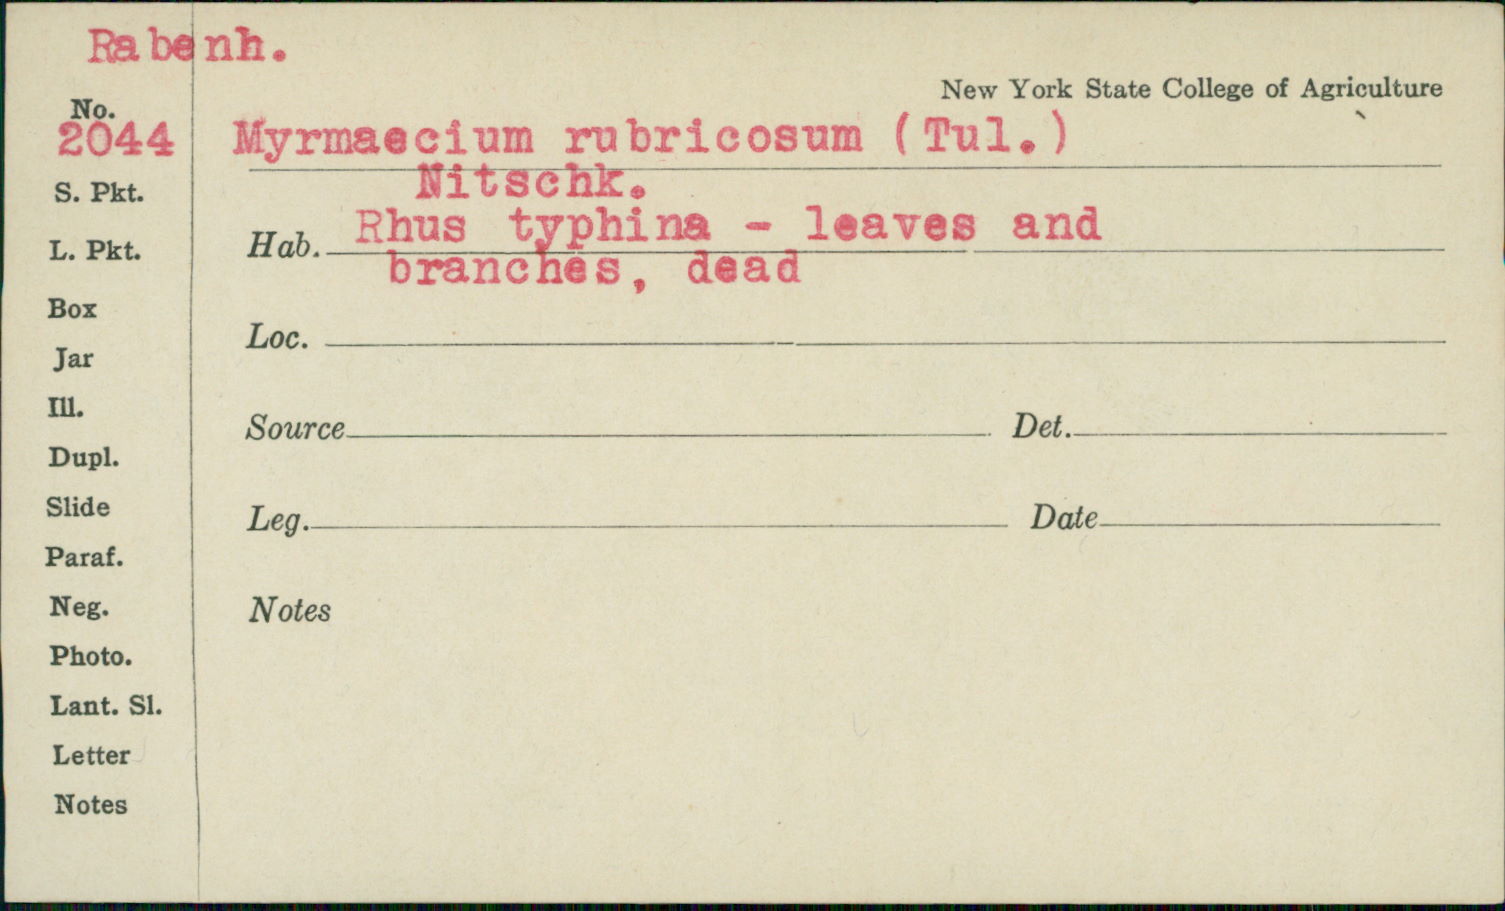 Rabenh.
New York State College of Agriculture
No.
2044 Myrmaecium rubricosum (Tul.)
Nitschk.
S. Pkt.
Hab. Rhus typhina - leaves and
branches, dead
L. Pkt.
Box
Loc.
Jar
Ill.
Source Det.
Dupl.
Slide
Leg. Date
Paraf.
Neg.
Notes
Photo.
Lant. Sl.
Letter
Notes